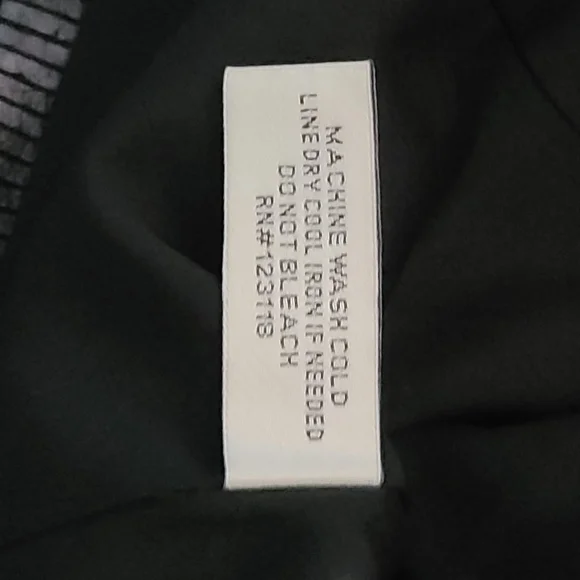 MACHINE WASH COLD
LINE DRY COOL IRON IF NEEDED
DO NOT BLEACH
RN#123118